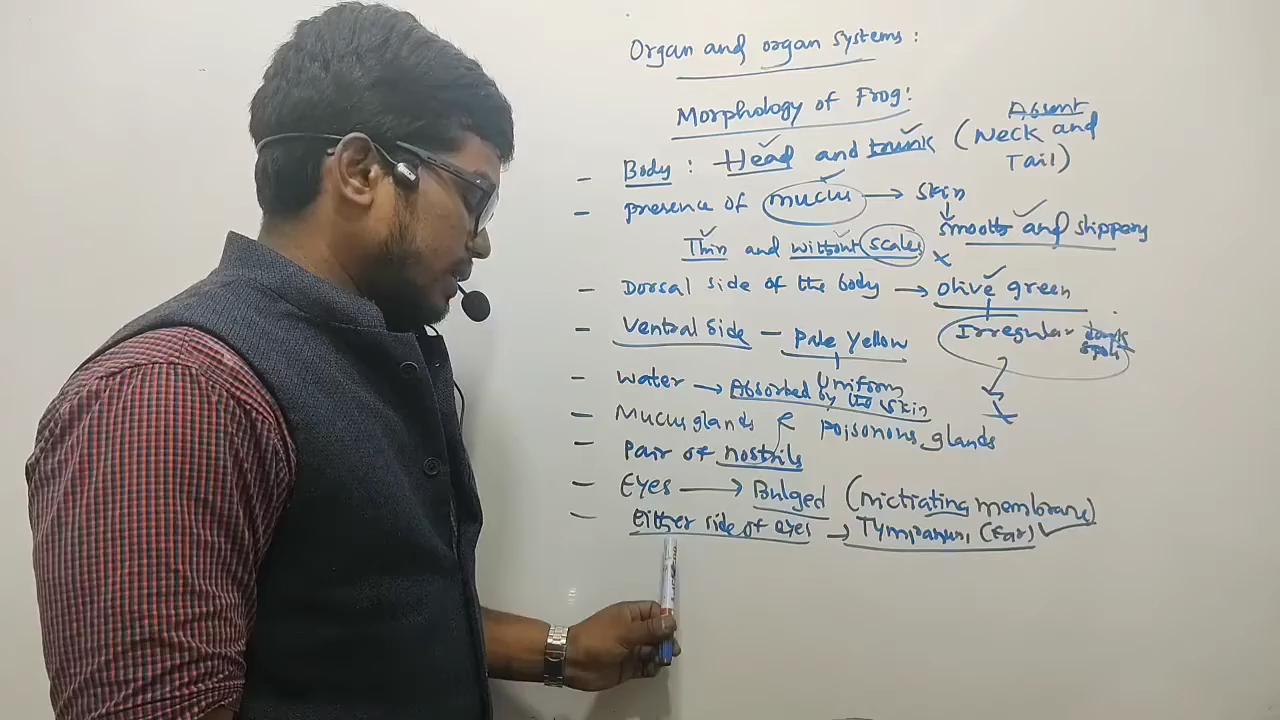 Organ and organ systems :
Morphology of Frog :
- Body : Head and trunk (Neck and Tail) Absent
- presence of mucus → skin
smooth and slippery
Thin and without scales ×
- Dorsal side of the body → olive green
- Ventral side - Pale yellow
Irregular spots
Uniform
- Water → Absorbed by the skin
- Mucus glands & poisonous glands
- Pair of nostrils
- Eyes → Bulged (nictiating membrane)
- Either side of eyes → Tympanum (Ear)